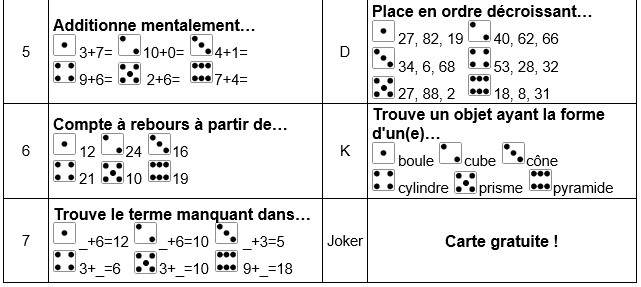 5
Additionne mentalement…
3+7= 10+0= 4+1=
9+6= 2+6= 7+4=
D
Place en ordre décroissant…
27, 82, 19 40, 62, 66
34, 6, 68 53, 28, 32
27, 88, 2 18, 8, 31
6
Compte à rebours à partir de…
12 24 16
21 10 19
K
Trouve un objet ayant la forme
d'un(e)…
boule cube cône
cylindre prisme pyramide
7
Trouve le terme manquant dans…
_+6=12 _+6=10 _+3=5
3+_=6 3+_=10 9+_=18
Joker
Carte gratuite !